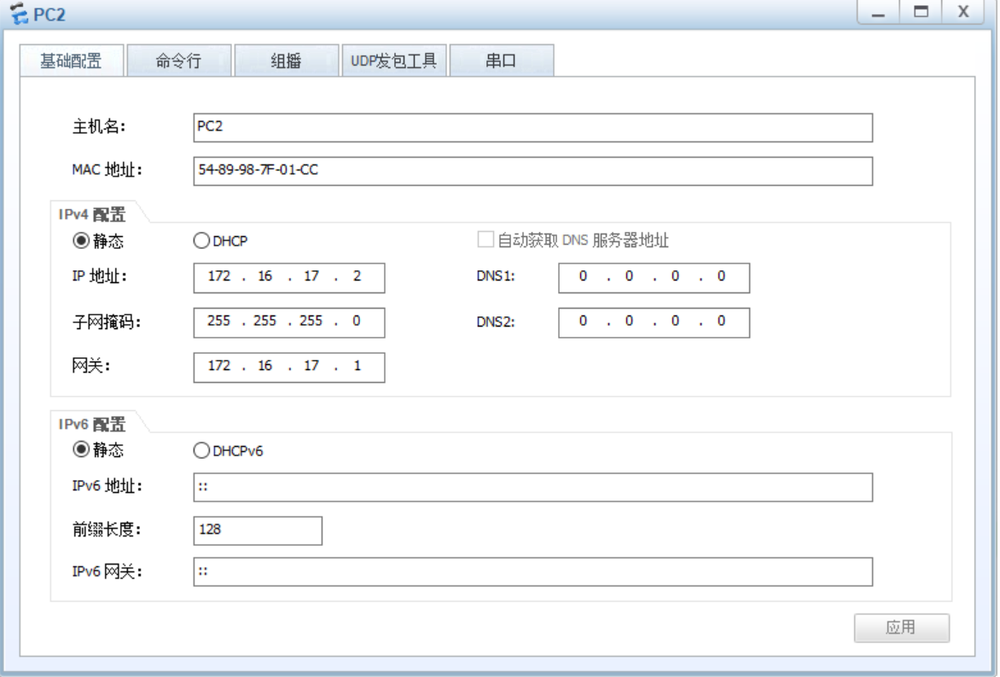 PC2
基础配置 命令行 组播 UDP发包工具 串口
主机名： PC2
MAC 地址： 54-89-98-7F-01-CC
IPv4 配置
静态 DHCP 自动获取 DNS 服务器地址
IP 地址： 172 . 16 . 17 . 2 DNS1: 0 . 0 . 0 . 0
子网掩码： 255 . 255 . 255 . 0 DNS2: 0 . 0 . 0 . 0
网关： 172 . 16 . 17 . 1
IPv6 配置
静态 DHCPv6
IPv6 地址： ::
前缀长度： 128
IPv6 网关： ::
应用